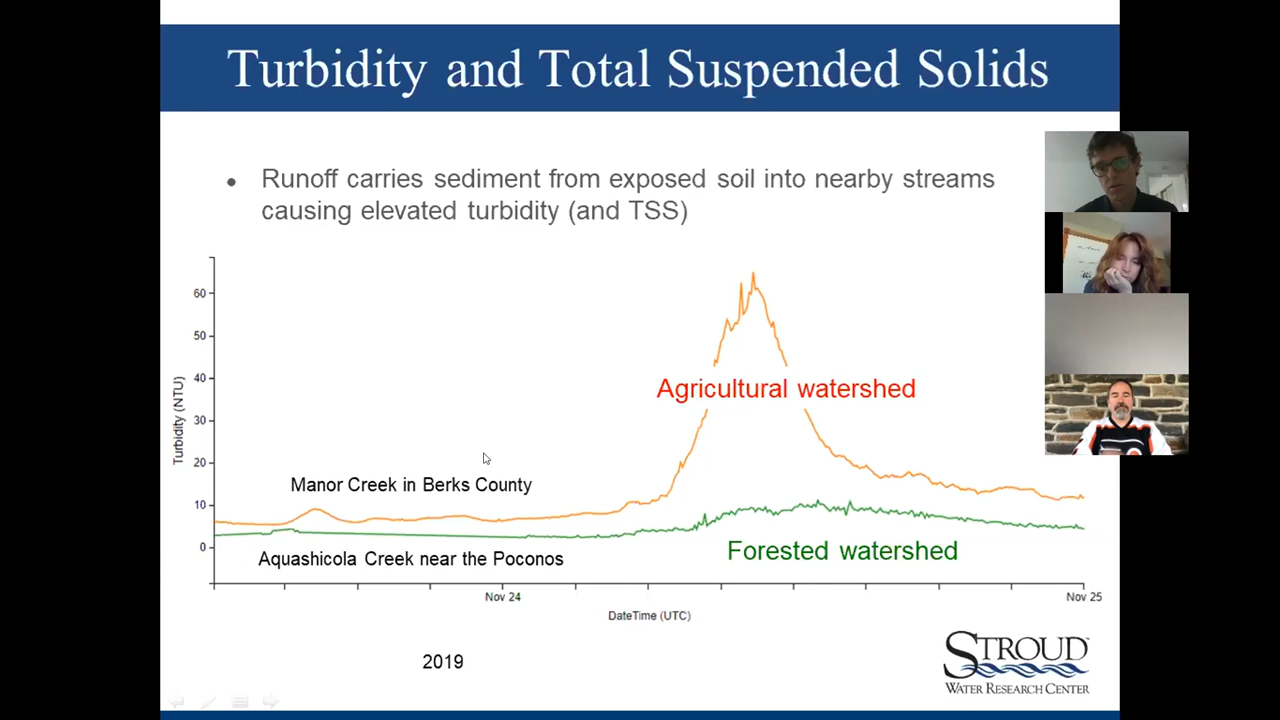 Turbidity and Total Suspended Solids
• Runoff carries sediment from exposed soil into nearby streams
causing elevated turbidity (and TSS)
60
50
40
30
20
10
0
Turbidity (NTU)
Agricultural watershed
Manor Creek in Berks County
Forested watershed
Aquashicola Creek near the Poconos
Nov 24
Nov 25
DateTime (UTC)
2019
STROUD
WATER RESEARCH CENTER